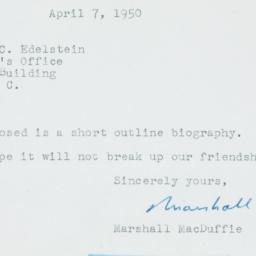 April 7, 1950
C. Edelstein
's Office
Building
C.
osed is a short outline biography.
pe it will not break up our friendsh
Sincerely yours,
Marshall
Marshall MacDuffie